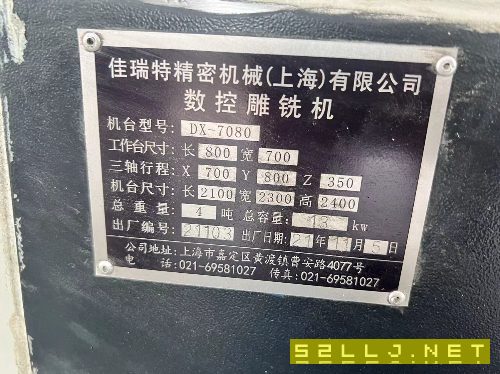 佳瑞特精密机械(上海)有限公司
数控雕铣机
机台型号: DX-7080
工作台尺寸: 长 800 宽 700
三轴行程: X 700 Y 800 Z 350
机台尺寸: 长 2100 宽 2300 高 2400
总重量: 4 吨 总容量: 18 kw
出厂编号: 21103 出厂日期: 21年11月5日
公司地址: 上海市嘉定区黄渡镇曹安路4077号
电 话: 021-69581027 传真: 021-69581027
52LLJ.NET